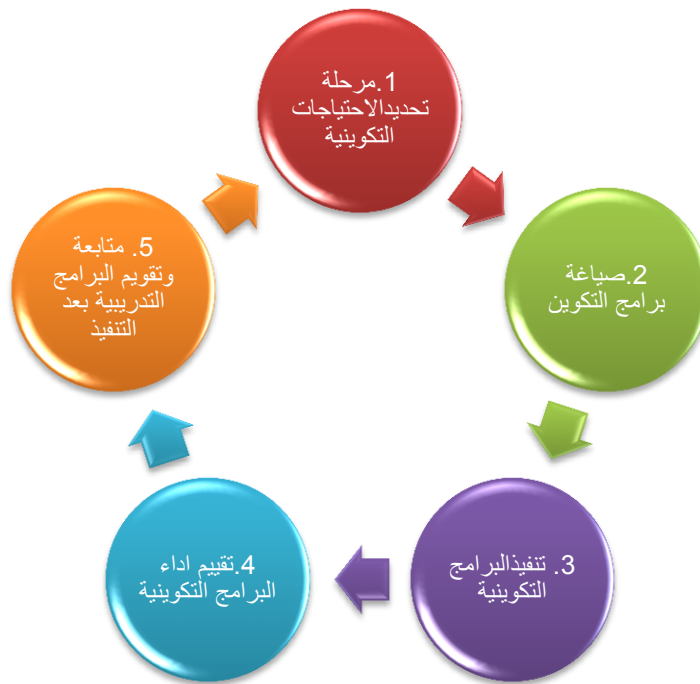 1.مرحلة
تحديدالاحتياجات
التكوينية
2.صياغة
برامج التكوين
3. تنفيذالبرامج
التكوينية
4.تقييم اداء
البرامج التكوينية
5. متابعة
وتقويم البرامج
التدريبية بعد
التنفيذ